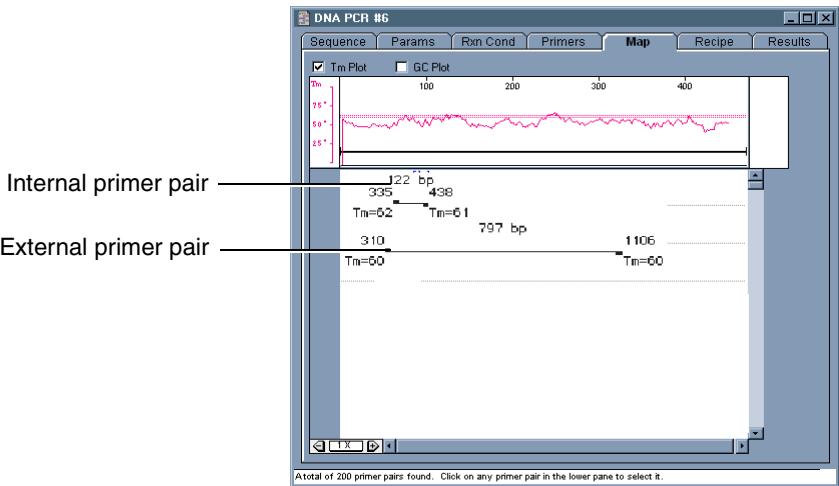 DNA PCR #6
Sequence Params Rxn Cond Primers Map Recipe Results
Tm Plot GC Plot
Tm 100 200 300 400
75°
50°
25°
Internal primer pair
122 bp
335 438
Tm=62 Tm=61
797 bp
External primer pair
310 1106
Tm=60 Tm=60
1X
A total of 200 primer pairs found. Click on any primer pair in the lower pane to select it.